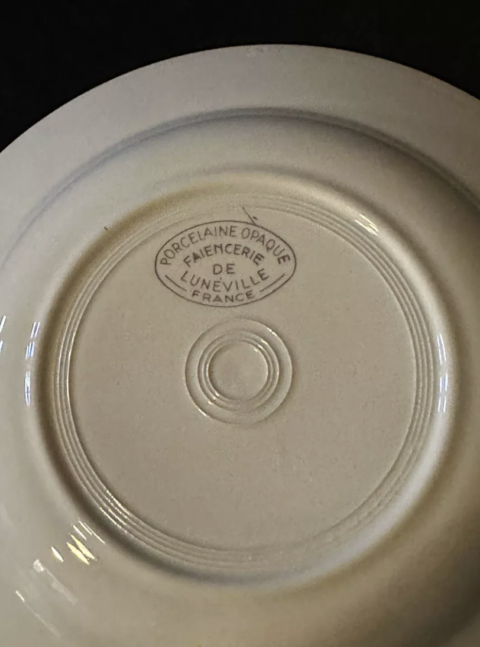 PORCELAINE OPAQUE
FAIENCERIE
DE
LUNÉVILLE
FRANCE